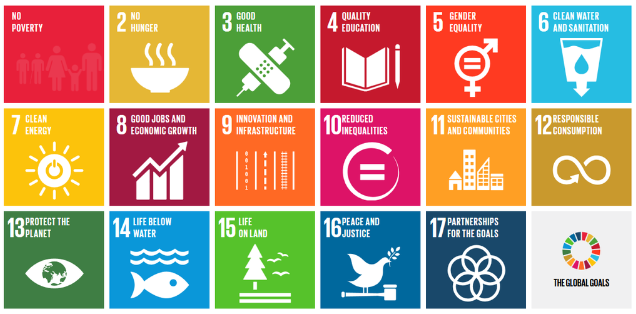 NO
POVERTY
2 NO
HUNGER
3 GOOD
HEALTH
4 QUALITY
EDUCATION
5 GENDER
EQUALITY
6 CLEAN WATER
AND SANITATION
7 CLEAN
ENERGY
8 GOOD JOBS AND
ECONOMIC GROWTH
9 INNOVATION AND
INFRASTRUCTURE
10 REDUCED
INEQUALITIES
11 SUSTAINABLE CITIES
AND COMMUNITIES
12 RESPONSIBLE
CONSUMPTION
13 PROTECT THE
PLANET
14 LIFE BELOW
WATER
15 LIFE
ON LAND
16 PEACE AND
JUSTICE
17 PARTNERSHIPS
FOR THE GOALS
THE GLOBAL GOALS